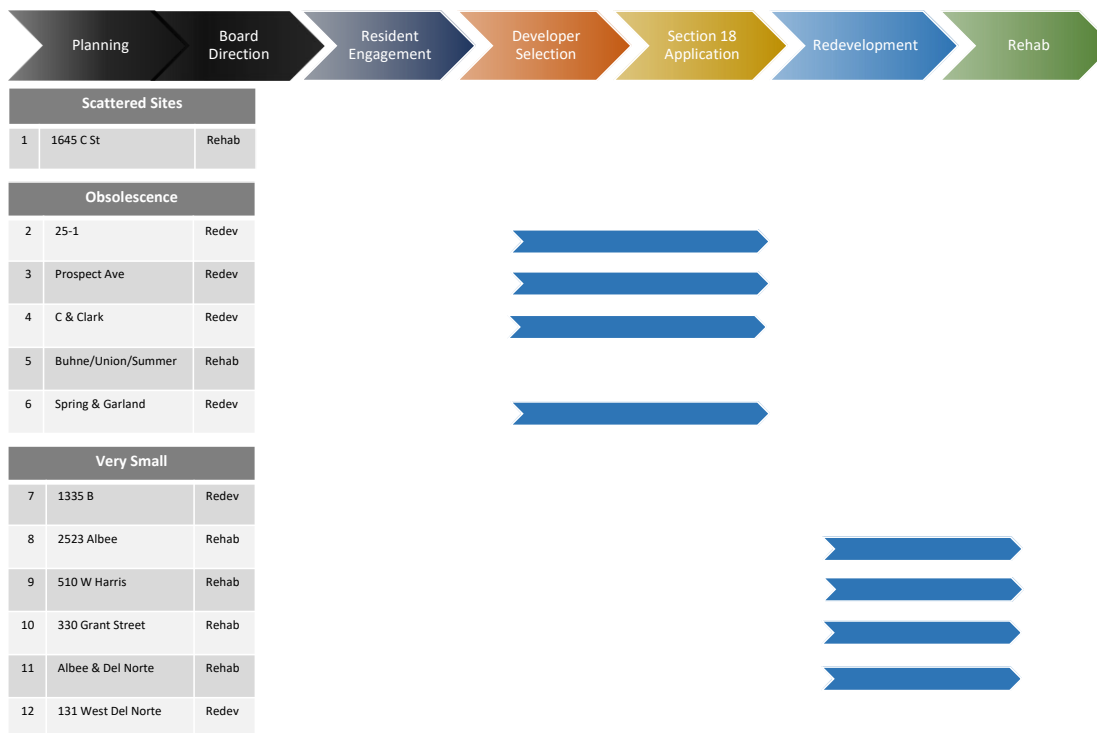 Planning
Board
Direction
Resident
Engagement
Developer
Selection
Section 18
Application
Redevelopment
Rehab
Scattered Sites
1 1645 C St Rehab
Obsolescence
2 25-1 Redev
3 Prospect Ave Redev
4 C & Clark Redev
5 Buhne/Union/Summer Rehab
6 Spring & Garland Redev
Very Small
7 1335 B Redev
8 2523 Albee Rehab
9 510 W Harris Rehab
10 330 Grant Street Rehab
11 Albee & Del Norte Rehab
12 131 West Del Norte Redev